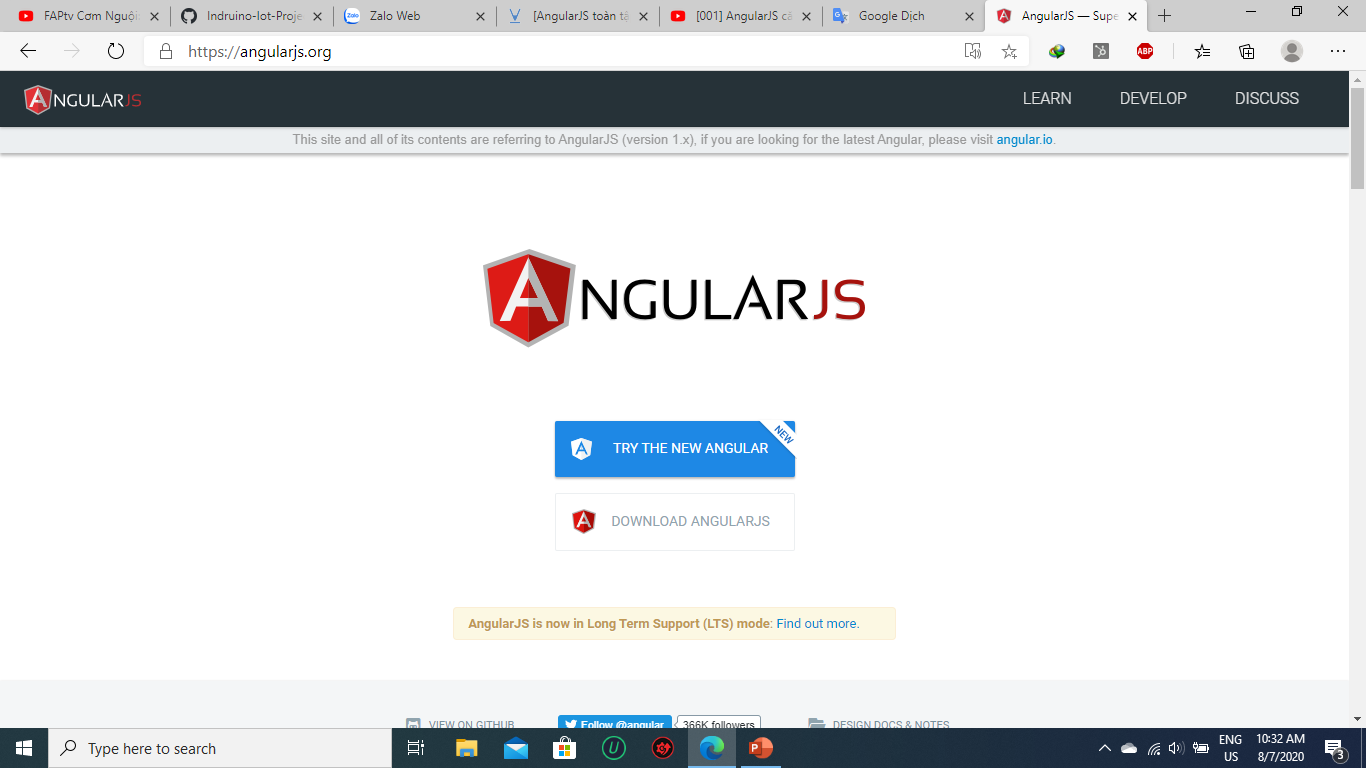 FAPtv Cơm Nguội:
Indruino-Iot-Proje
Zalo Web
[AngularJS toàn tậ
[001] AngularJS că
Google Dịch
AngularJS — Supe
https://angularjs.org
ABP
ANGULARJS
LEARN
DEVELOP
DISCUSS
This site and all of its contents are referring to AngularJS (version 1.x), if you are looking for the latest Angular, please visit angular.io.
ANGULARJS
TRY THE NEW ANGULAR
NEW
DOWNLOAD ANGULARJS
AngularJS is now in Long Term Support (LTS) mode: Find out more.
VIEW ON GITHUB
Follow @angular
366K followers
DESIGN DOCS & NOTES
Type here to search
ENG
US
10:32 AM
8/7/2020
3